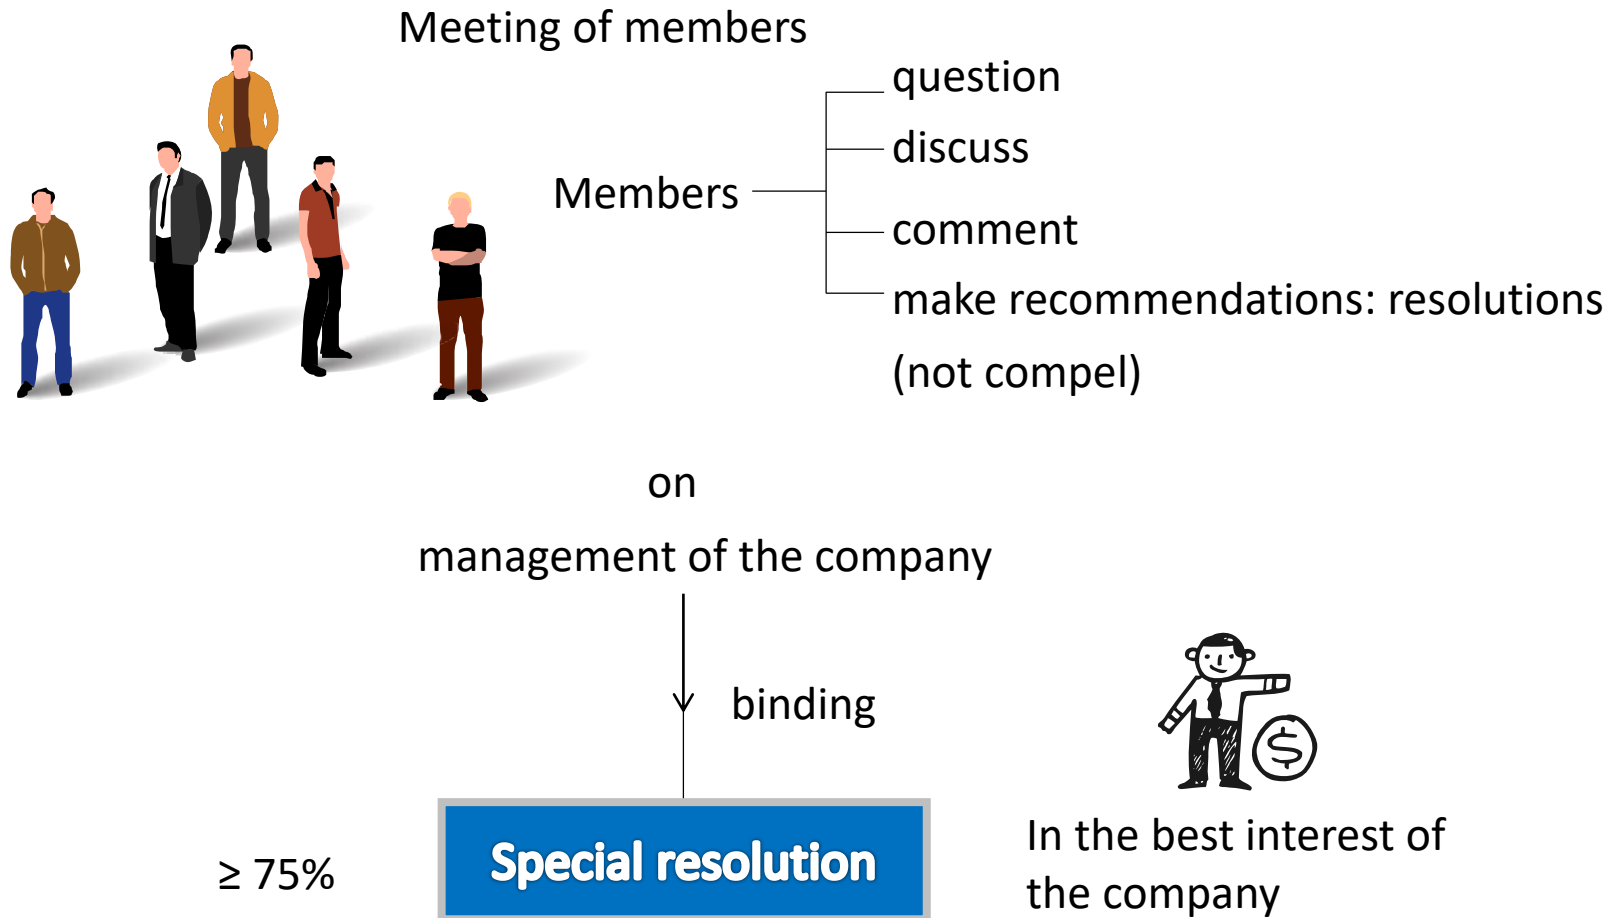 Meeting of members
question
discuss
Members
comment
make recommendations: resolutions
(not compel)
on
management of the company
binding
$
≥ 75%
Special resolution
In the best interest of
the company